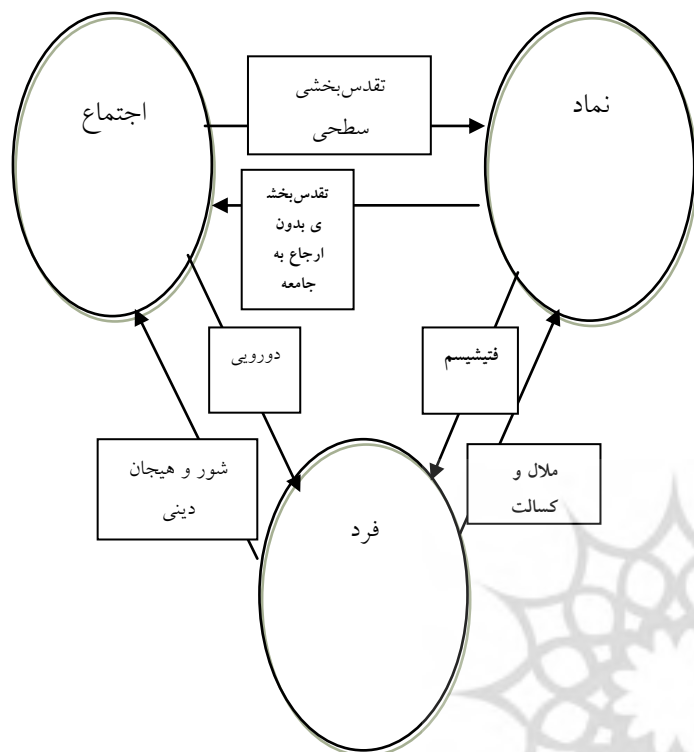 نماد
اجتماع
تقدس‌بخشی
سطحی
تقدس‌بخش
ی بدون
ارجاع به
جامعه
فتیشیسم
دورویی
ملال و
کسالت
شور و هیجان
دینی
فرد